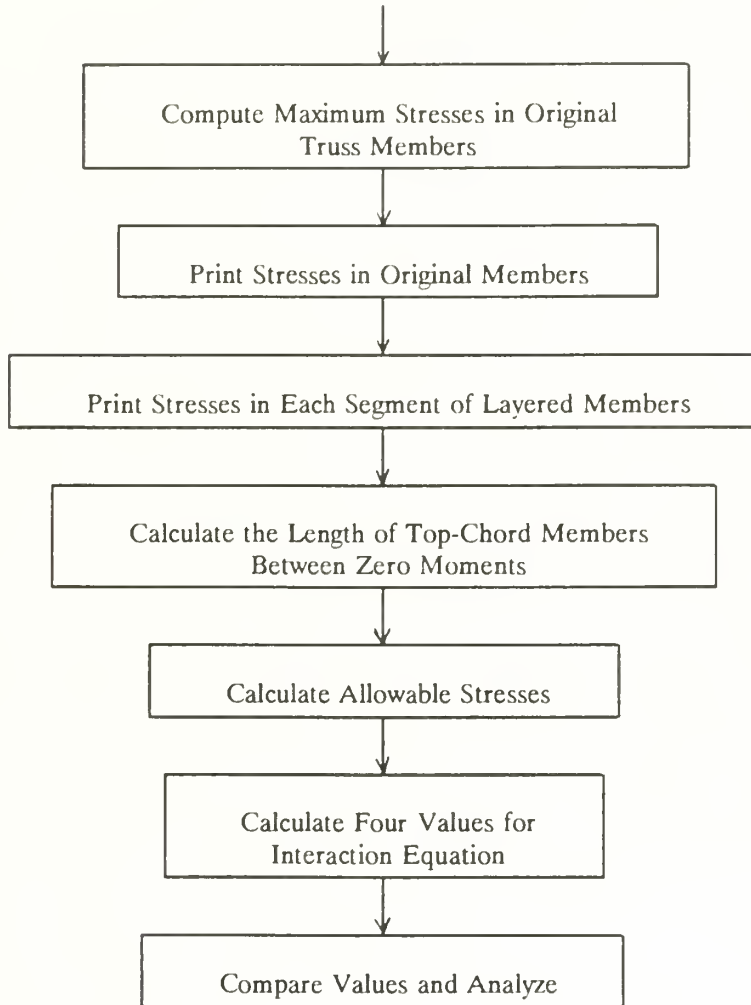 Compute Maximum Stresses in Original
Truss Members
Print Stresses in Original Members
Print Stresses in Each Segment of Layered Members
Calculate the Length of Top-Chord Members
Between Zero Moments
Calculate Allowable Stresses
Calculate Four Values for
Interaction Equation
Compare Values and Analyze